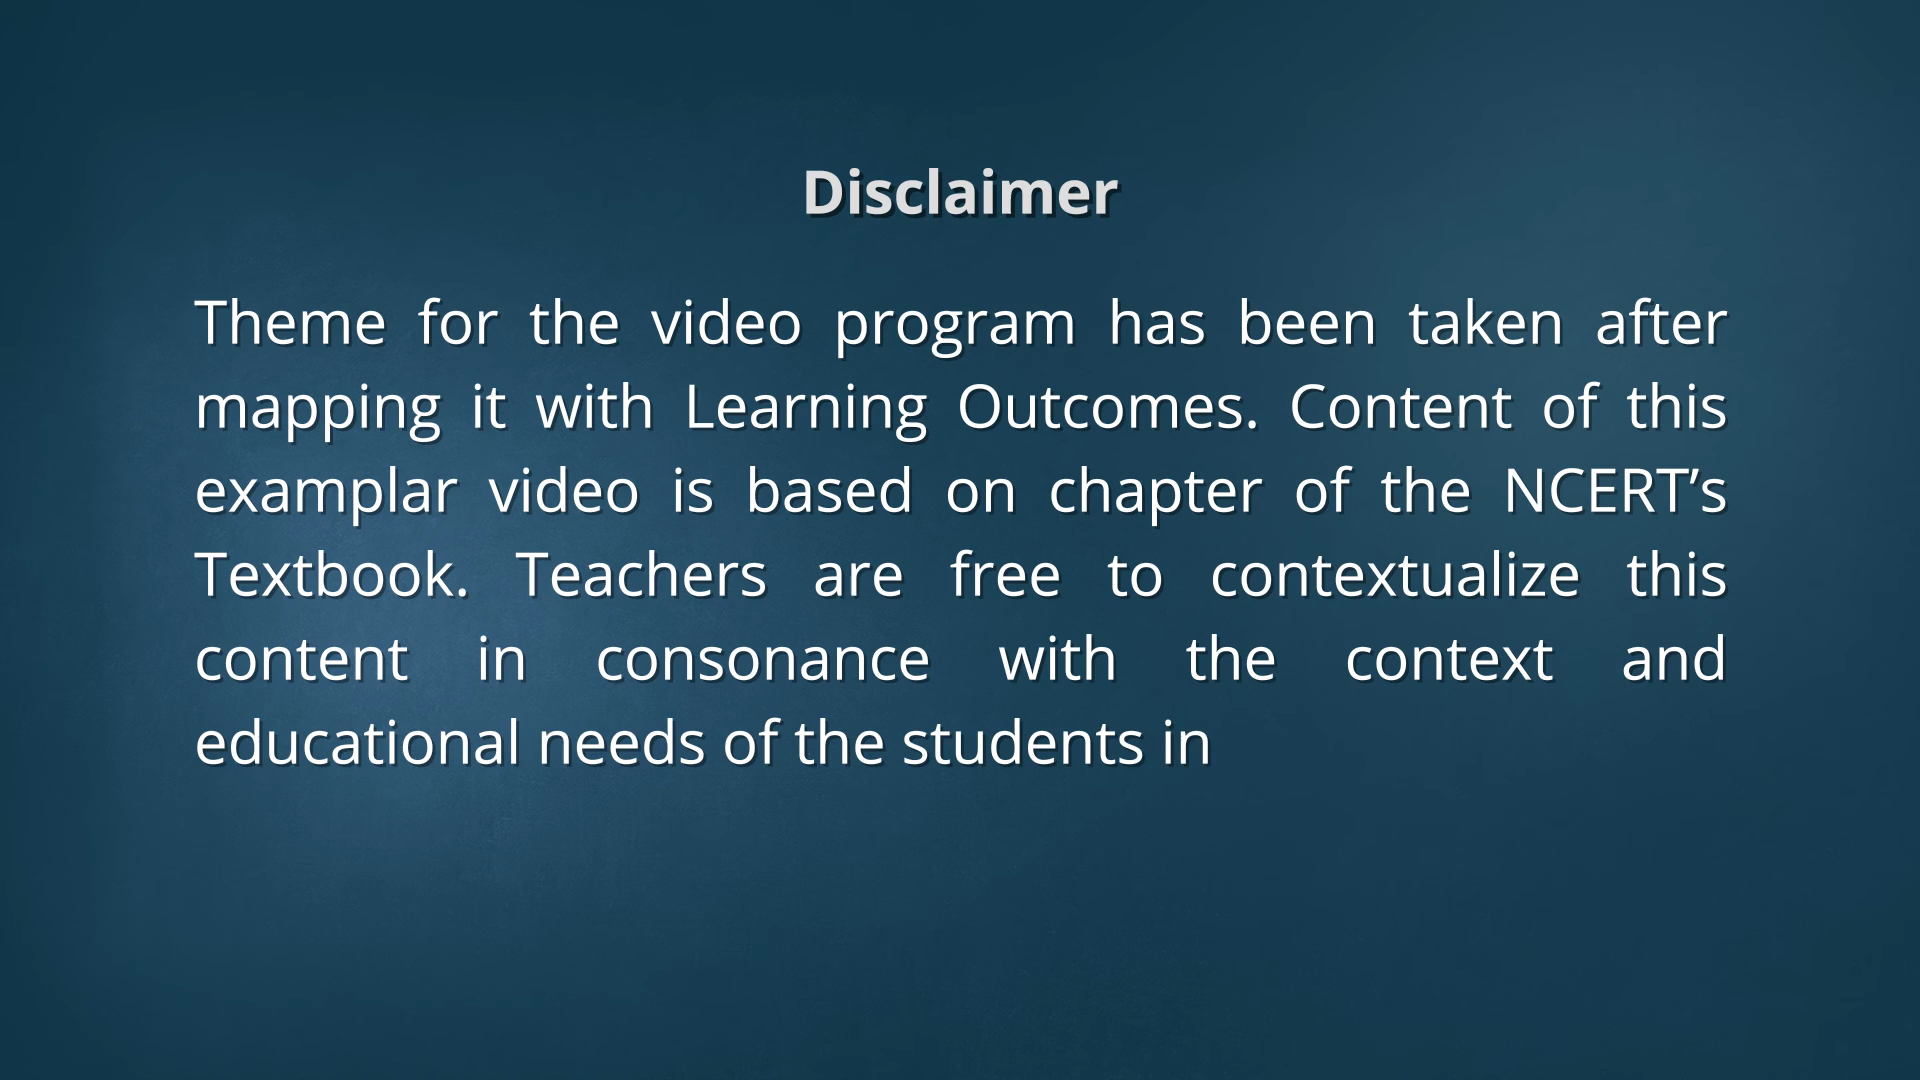 Disclaimer
Theme for the video program has been taken after
mapping it with Learning Outcomes. Content of this
examplar video is based on chapter of the NCERT’s
Textbook. Teachers are free to contextualize this
content in consonance with the context and
educational needs of the students in